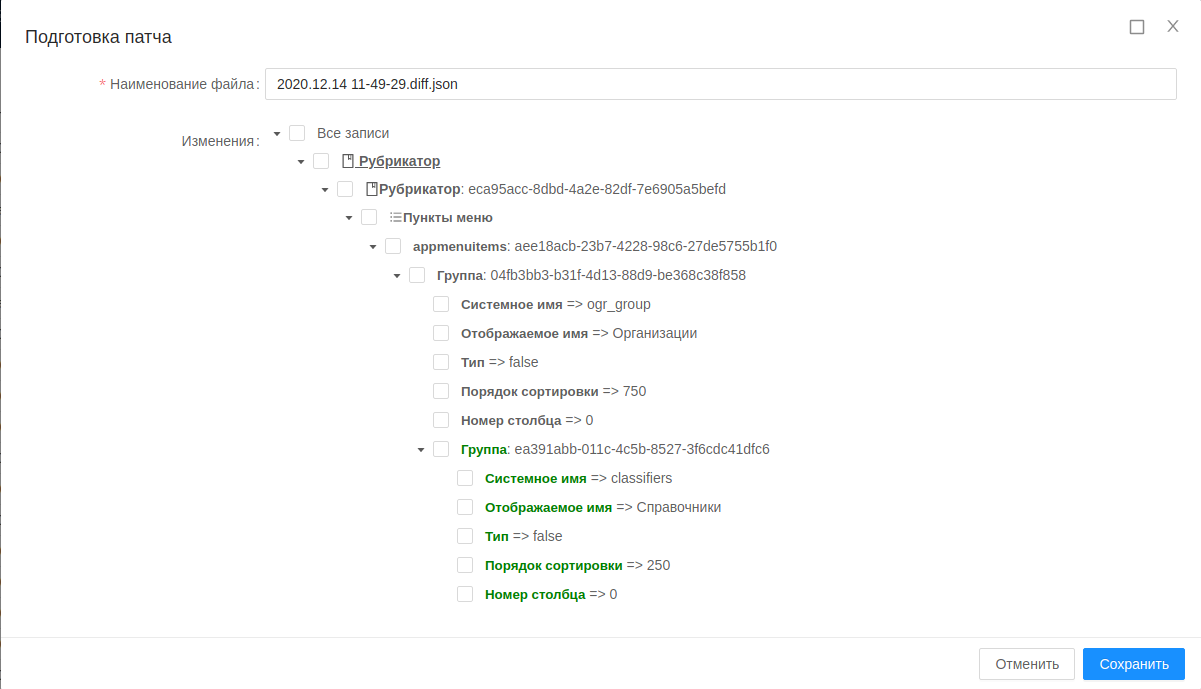 Подготовка патча
* Наименование файла: 2020.12.14 11-49-29.diff.json
Изменения: Все записи
Рубрикатор
Рубрикатор: eca95acc-8dbd-4a2e-82df-7e6905a5befd
Пункты меню
appmenuitems: aee18acb-23b7-4228-98c6-27de5755b1f0
Группа: 04fb3bb3-b31f-4d13-88d9-be368c38f858
Системное имя => ogr_group
Отображаемое имя => Организации
Тип => false
Порядок сортировки => 750
Номер столбца => 0
Группа: ea391abb-011c-4c5b-8527-3f6cdc41dfc6
Системное имя => classifiers
Отображаемое имя => Справочники
Тип => false
Порядок сортировки => 250
Номер столбца => 0
Отменить Сохранить